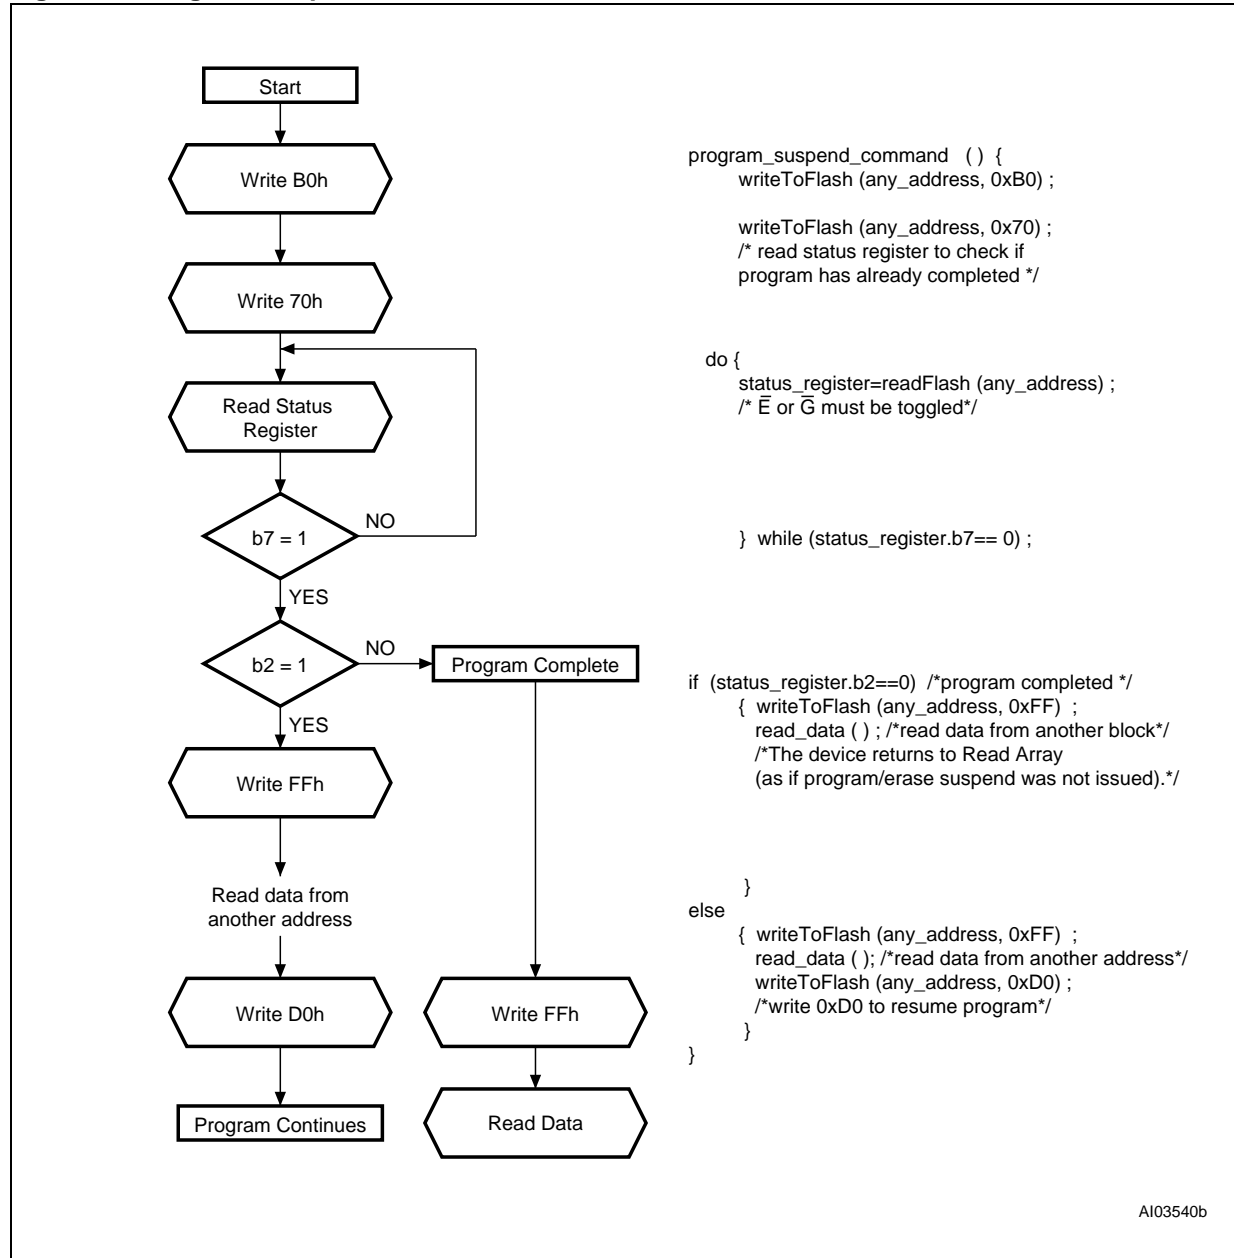 Start
Write B0h
Write 70h
Read Status
Register
NO
b7 = 1
YES
NO
b2 = 1
Program Complete
YES
Write FFh
Read data from
another address
Write D0h
Write FFh
Program Continues
Read Data
program_suspend_command ( ) {
writeToFlash (any_address, 0xB0) ;
writeToFlash (any_address, 0x70) ;
/* read status register to check if
program has already completed */
do {
status_register=readFlash (any_address) ;
/* E̅ or G̅ must be toggled*/
} while (status_register.b7== 0) ;
if (status_register.b2==0) /*program completed */
{ writeToFlash (any_address, 0xFF) ;
read_data ( ) ; /*read data from another block*/
/*The device returns to Read Array
(as if program/erase suspend was not issued).*/
}
else
{ writeToFlash (any_address, 0xFF) ;
read_data ( ); /*read data from another address*/
writeToFlash (any_address, 0xD0) ;
/*write 0xD0 to resume program*/
}
}
AI03540b